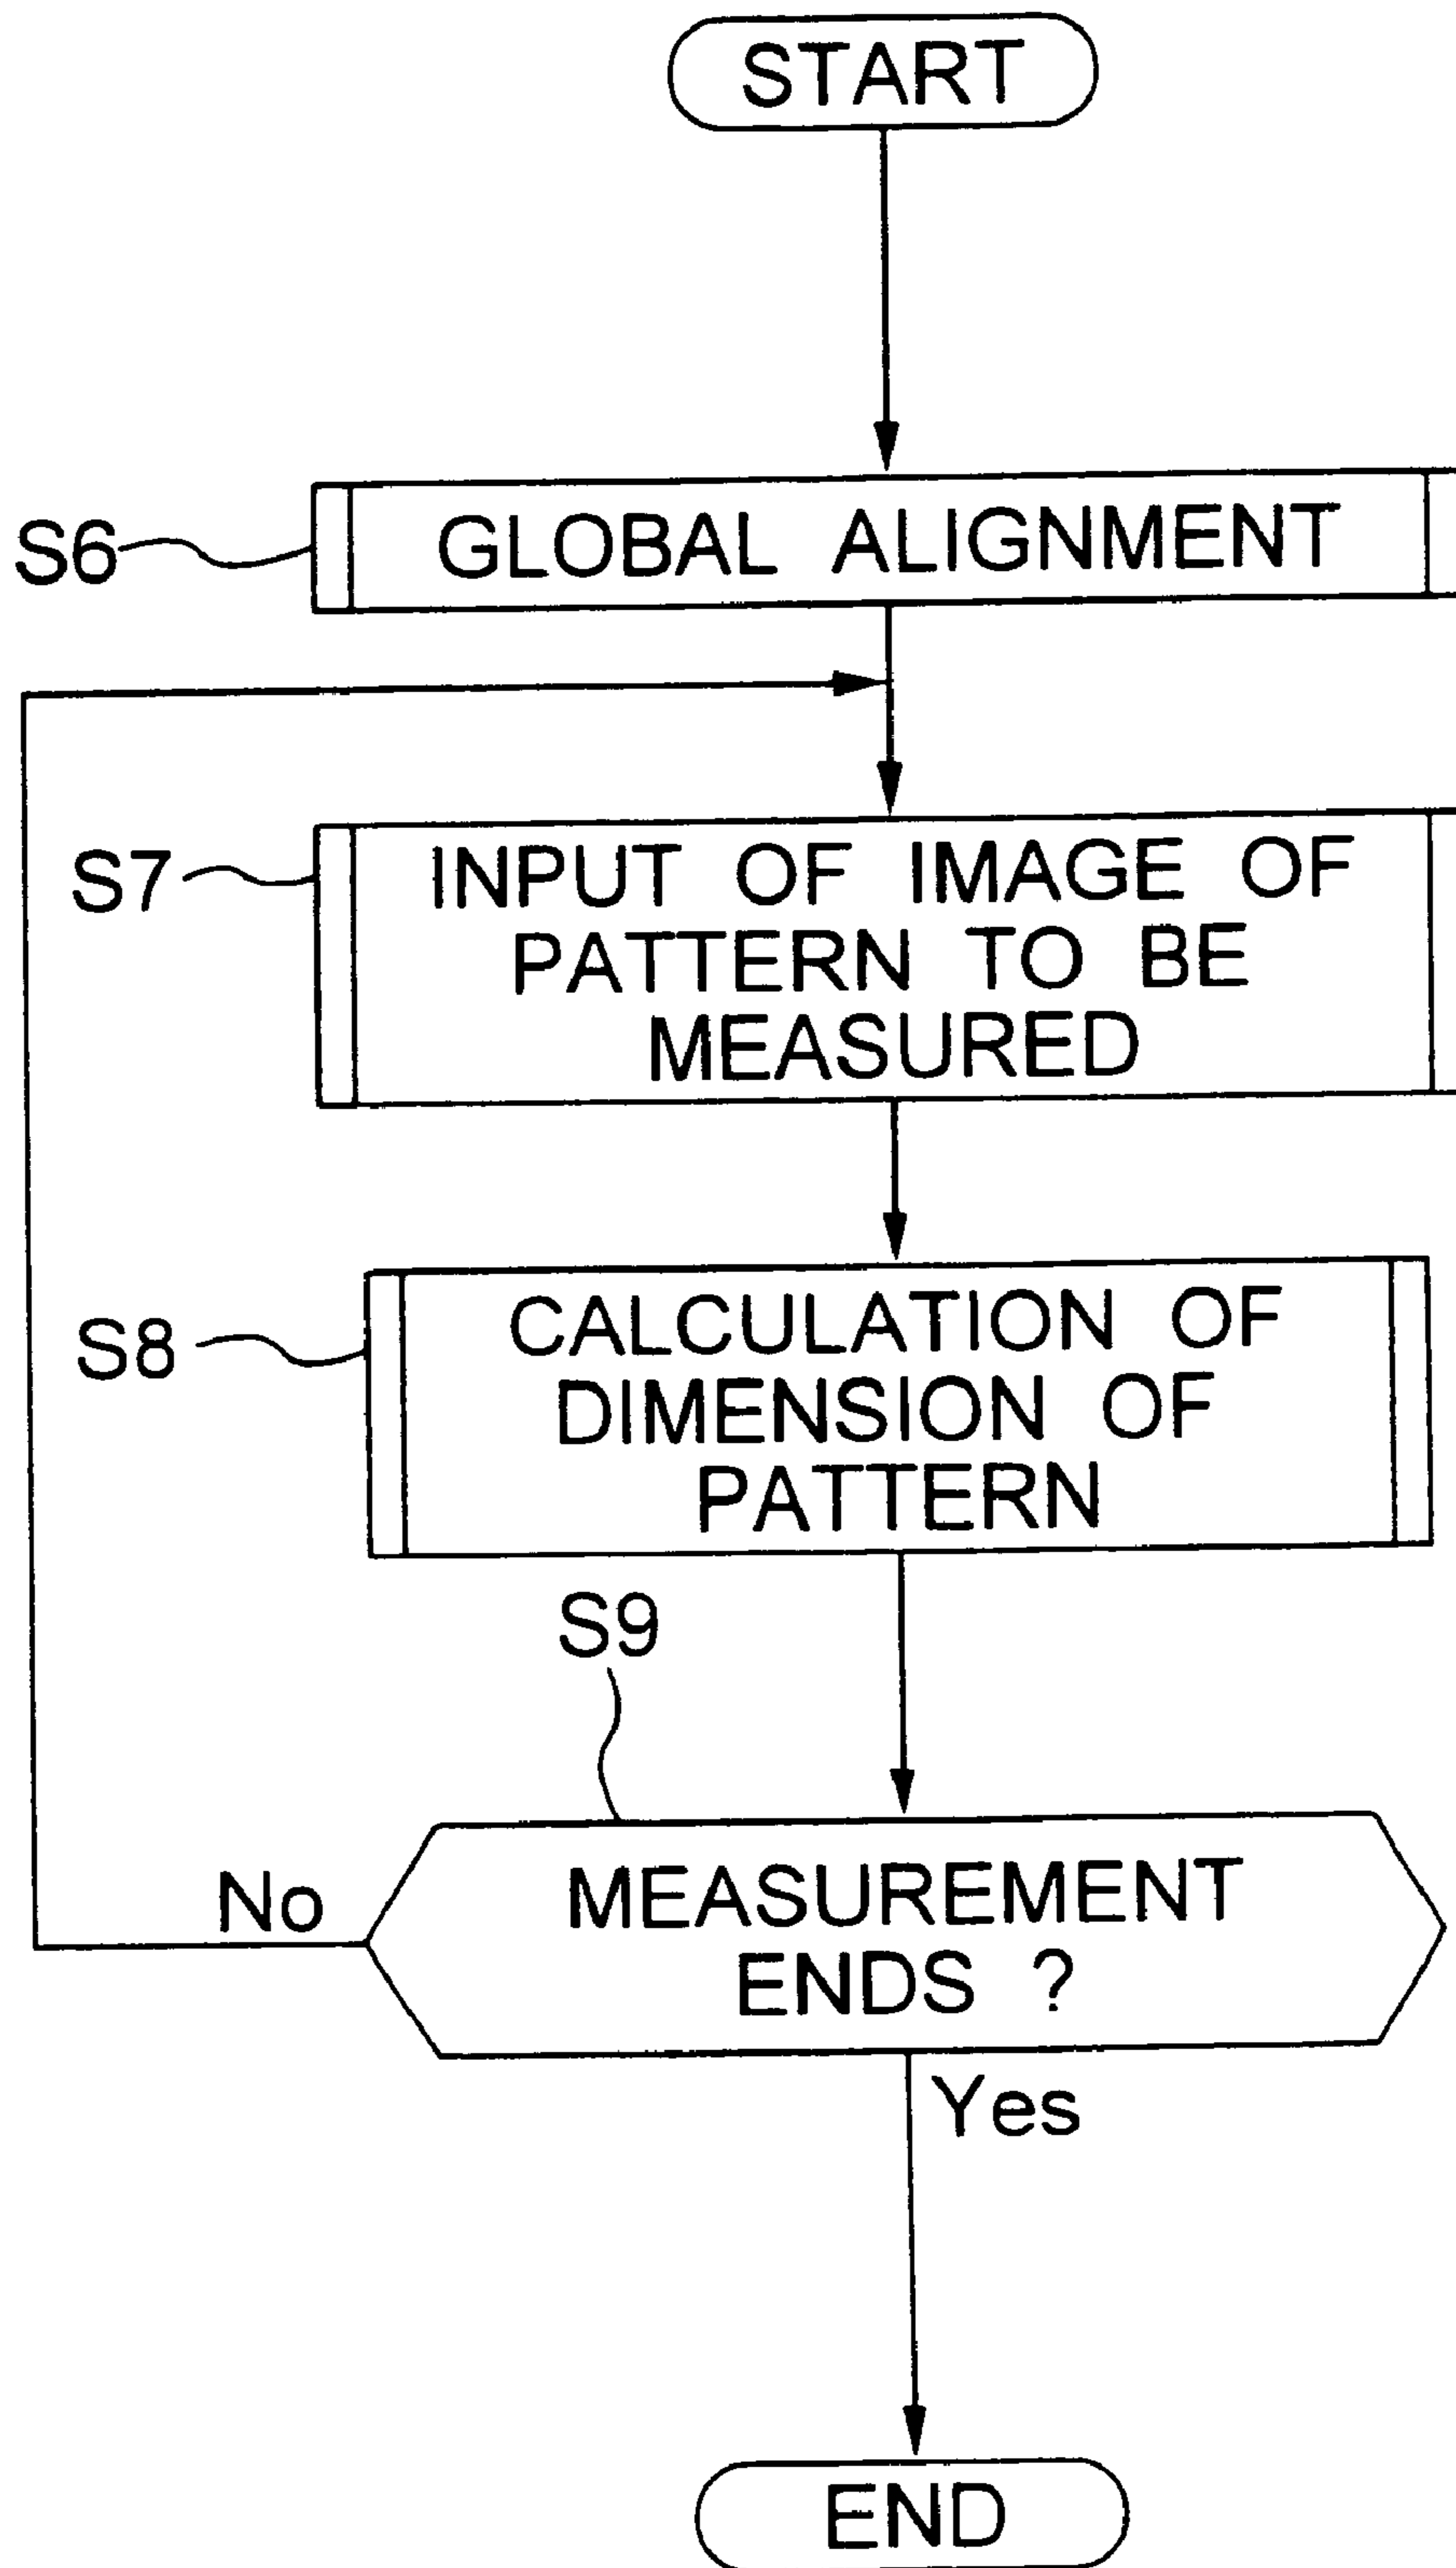 START
S6
GLOBAL ALIGNMENT
S7
INPUT OF IMAGE OF
PATTERN TO BE
MEASURED
S8
CALCULATION OF
DIMENSION OF
PATTERN
S9
No
MEASUREMENT
ENDS ?
Yes
END